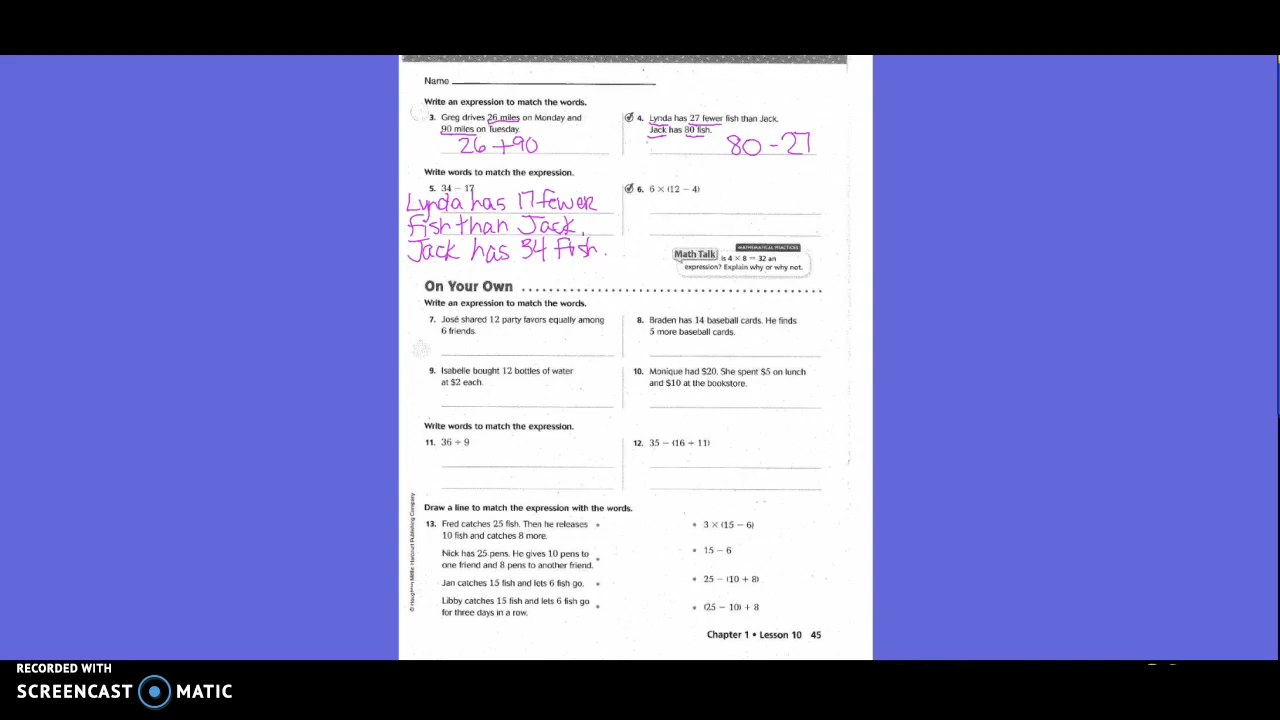 Name
Write an expression to match the words.
3. Greg drives 26 miles on Monday and
90 miles on Tuesday.
26 + 90
4. Lynda has 27 fewer fish than Jack.
Jack has 80 fish.
80 - 27
Write words to match the expression.
5. 34 − 17
Lynda has 17 fewer
fish than Jack.
Jack has 34 fish.
6. 6 × (12 − 4)
MATHEMATICAL PRACTICES
Math Talk Is 4 × 8 = 32 an
expression? Explain why or why not.
On Your Own
Write an expression to match the words.
7. José shared 12 party favors equally among
6 friends.
8. Braden has 14 baseball cards. He finds
5 more baseball cards.
9. Isabelle bought 12 bottles of water
at $2 each.
10. Monique had $20. She spent $5 on lunch
and $10 at the bookstore.
Write words to match the expression.
11. 36 ÷ 9
12. 35 − (16 + 11)
Draw a line to match the expression with the words.
13. Fred catches 25 fish. Then he releases
10 fish and catches 8 more.
Nick has 25 pens. He gives 10 pens to
one friend and 8 pens to another friend.
Jan catches 15 fish and lets 6 fish go.
Libby catches 15 fish and lets 6 fish go
for three days in a row.
• 3 × (15 − 6)
• 15 − 6
• 25 − (10 + 8)
• (25 − 10) + 8
© Houghton Mifflin Harcourt Publishing Company
Chapter 1 • Lesson 10 45
RECORDED WITH
SCREENCAST MATIC